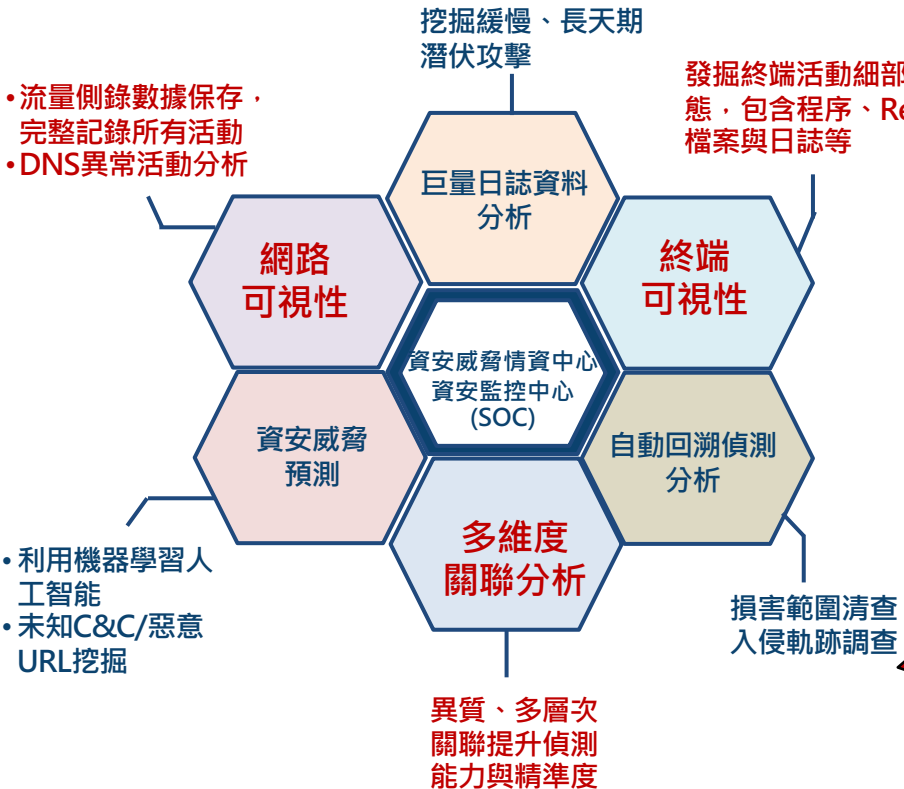 挖掘緩慢、長天期
潛伏攻擊
•流量側錄數據保存，
完整記錄所有活動
•DNS異常活動分析
發掘終端活動細部
態，包含程序、Re
檔案與日誌等
巨量日誌資料
分析
網路
可視性
終端
可視性
資安威脅情資中心
資安監控中心
(SOC)
資安威脅
預測
自動回溯偵測
分析
多維度
關聯分析
•利用機器學習人
工智能
•未知C&C/惡意
URL挖掘
損害範圍清查
入侵軌跡調查
異質、多層次
關聯提升偵測
能力與精準度